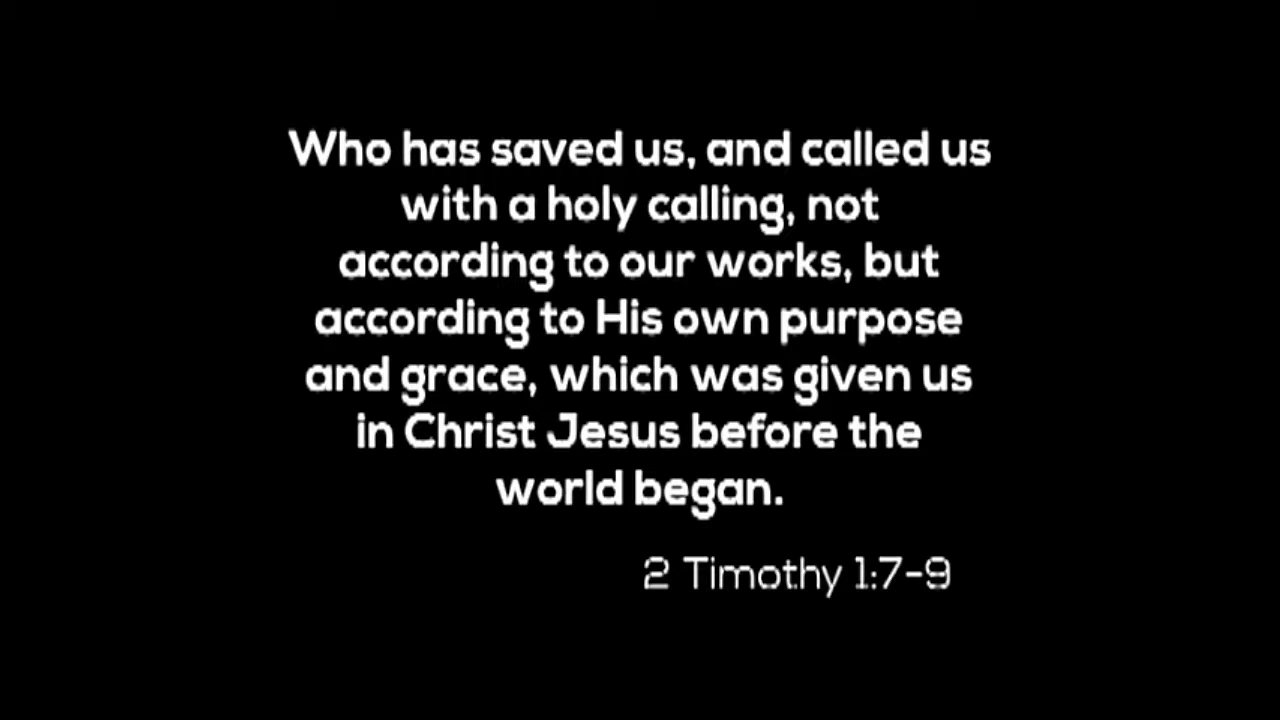 Who has saved us, and called us
with a holy calling, not
according to our works, but
according to His own purpose
and grace, which was given us
in Christ Jesus before the
world began.
2 Timothy 1:7-9